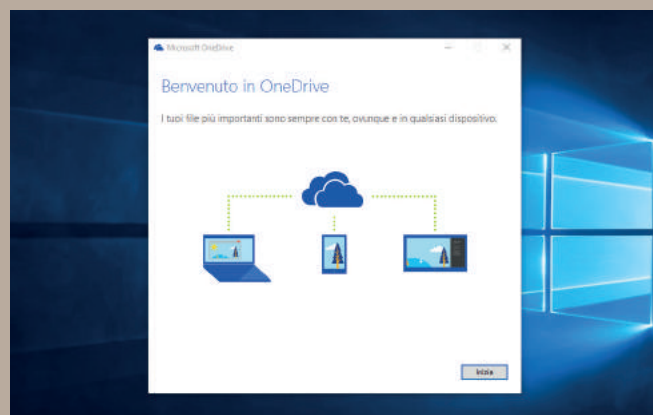 Microsoft OneDrive
Benvenuto in OneDrive
I tuoi file più importanti sono sempre con te, ovunque e in qualsiasi dispositivo.
Inizia